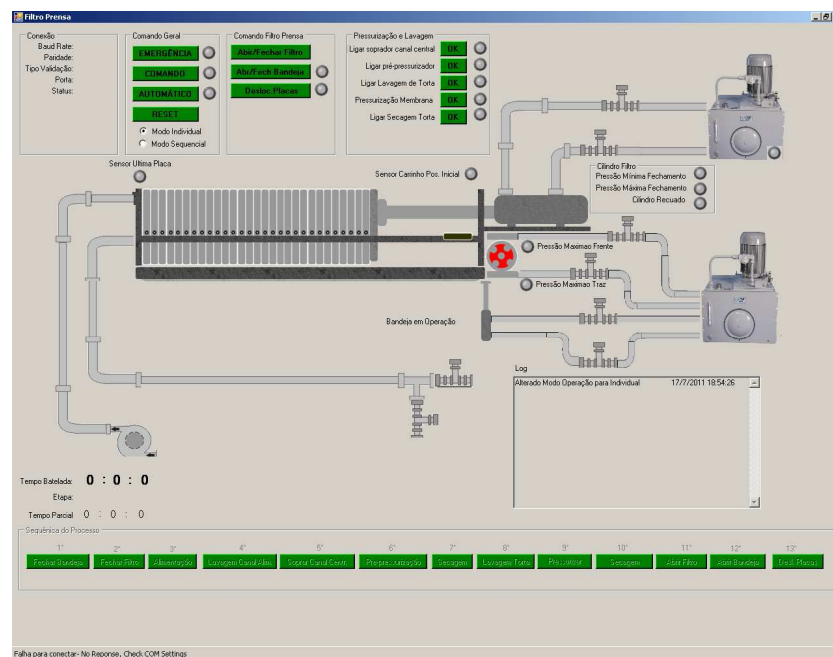 Filtro Prensa
Conexão
Baud Rate:
Paridade:
Tipo Validação:
Porta:
Status:
Comando Geral
EMERGÊNCIA
COMANDO
AUTOMÁTICO
RESET
Modo Individual
Modo Sequencial
Comando Filtro Prensa
Abir/Fechar Filtro
Abr/Fech Bandeja
Desloc.Placas
Pressurização e Lavagem
Ligar soprador canal central OK
Ligar pré-pressurizador OK
Ligar Lavagem de Torta OK
Pressurização Membrana OK
Ligar Secagem Torta OK
Sensor Ultima Placa
Sensor Carrinho Pos. Inicial
Cilindro Filtro
Pressão Mínima Fechamento
Pressão Máxima Fechamento
Cilindro Recuado
Pressão Maximao Frente
Pressão Maximao Traz
Bandeja em Operação
Log
Alterado Modo Operação para Individual 17/7/2011 18:54:26
Tempo Batelada: 0 : 0 : 0
Etapa:
Tempo Parcial 0 : 0 : 0
Sequênica do Processo
1° 2° 3° 4° 5° 6° 7° 8° 9° 10° 11° 12° 13°
Fechar Bandeja Fechar Filtro Alimentação Lavagem Canal Alim. Soprar Canal Centr. Pre-pressurização Secagem Lavagem Torta Pressurizar Secagem Abrir Filtro Abrir Bandeja Desl. Placas
Falha para conectar- No Reponse, Check COM Settings